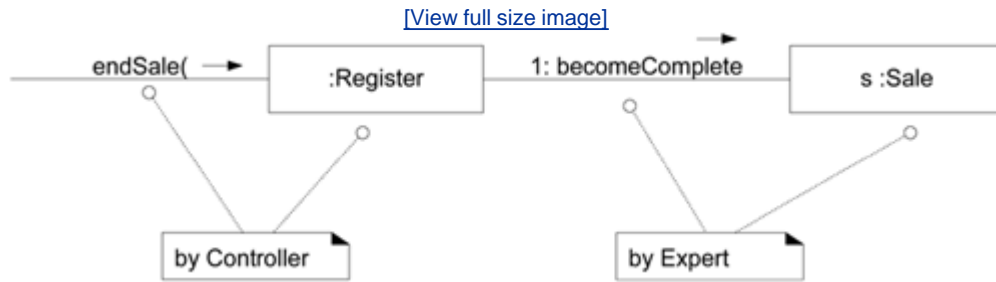 [View full size image]
endSale(
:Register
1: becomeComplete
s :Sale
by Controller
by Expert